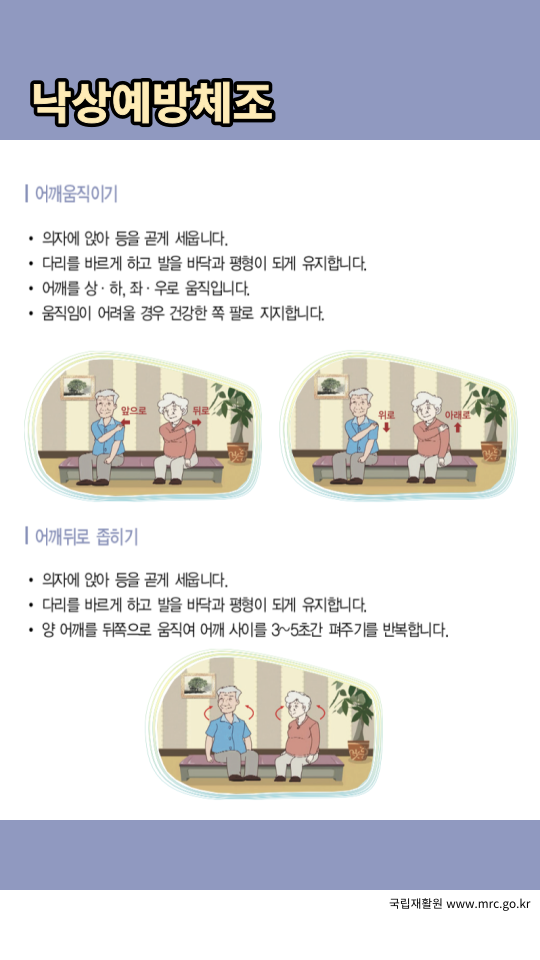 낙상예방체조
어깨움직이기
• 의자에 앉아 등을 곧게 세웁니다.
• 다리를 바르게 하고 발을 바닥과 평형이 되게 유지합니다.
• 어깨를 상·하, 좌·우로 움직입니다.
• 움직임이 어려울 경우 건강한 쪽 팔로 지지합니다.
앞으로 뒤로 위로 아래로
어깨뒤로 좁히기
• 의자에 앉아 등을 곧게 세웁니다.
• 다리를 바르게 하고 발을 바닥과 평형이 되게 유지합니다.
• 양 어깨를 뒤쪽으로 움직여 어깨 사이를 3~5초간 펴주기를 반복합니다.
국립재활원 www.mrc.go.kr